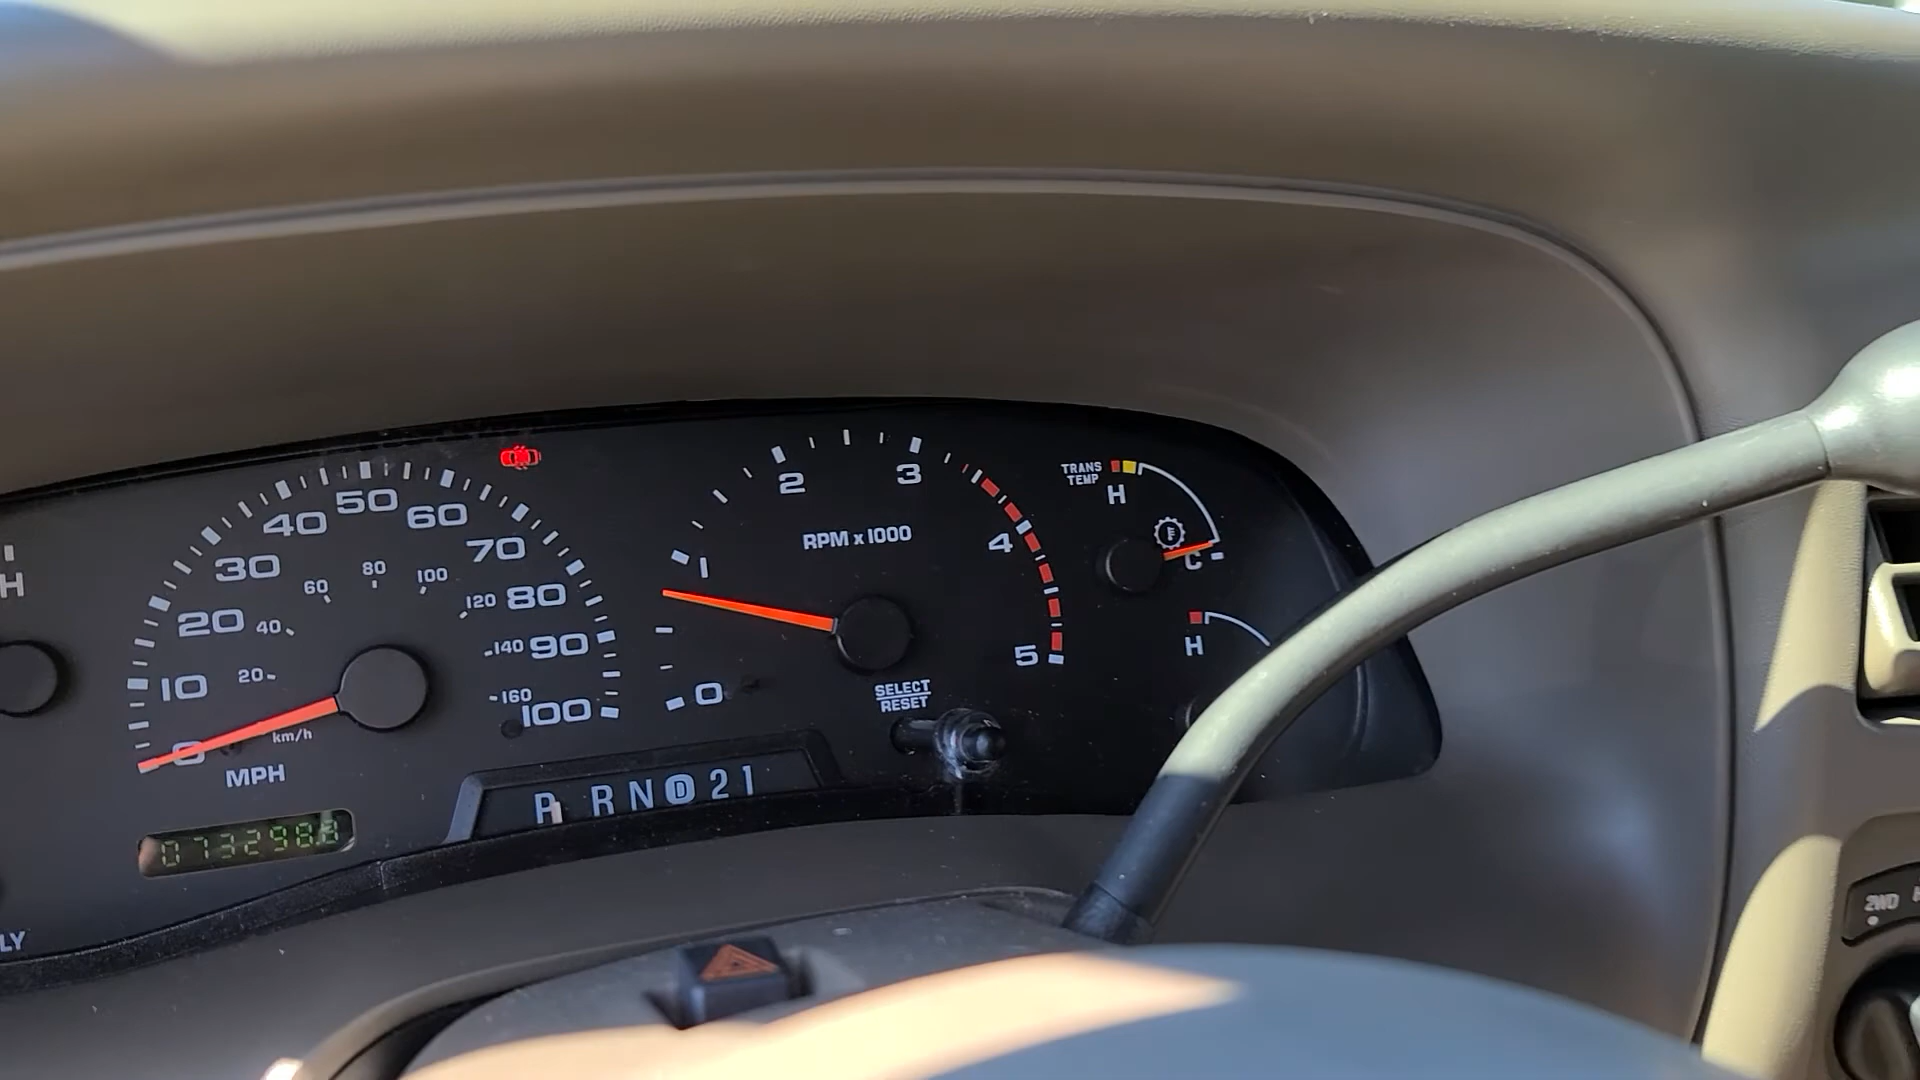 H
0 10 20 30 40 50 60 70 80 90 100
20 40 60 80 100 120 140 160
km/h
MPH
0 1 2 3 4 5
RPM x1000
SELECT
RESET
TRANS
TEMP
H
C
H
P R N D 2 1
LY
2WD